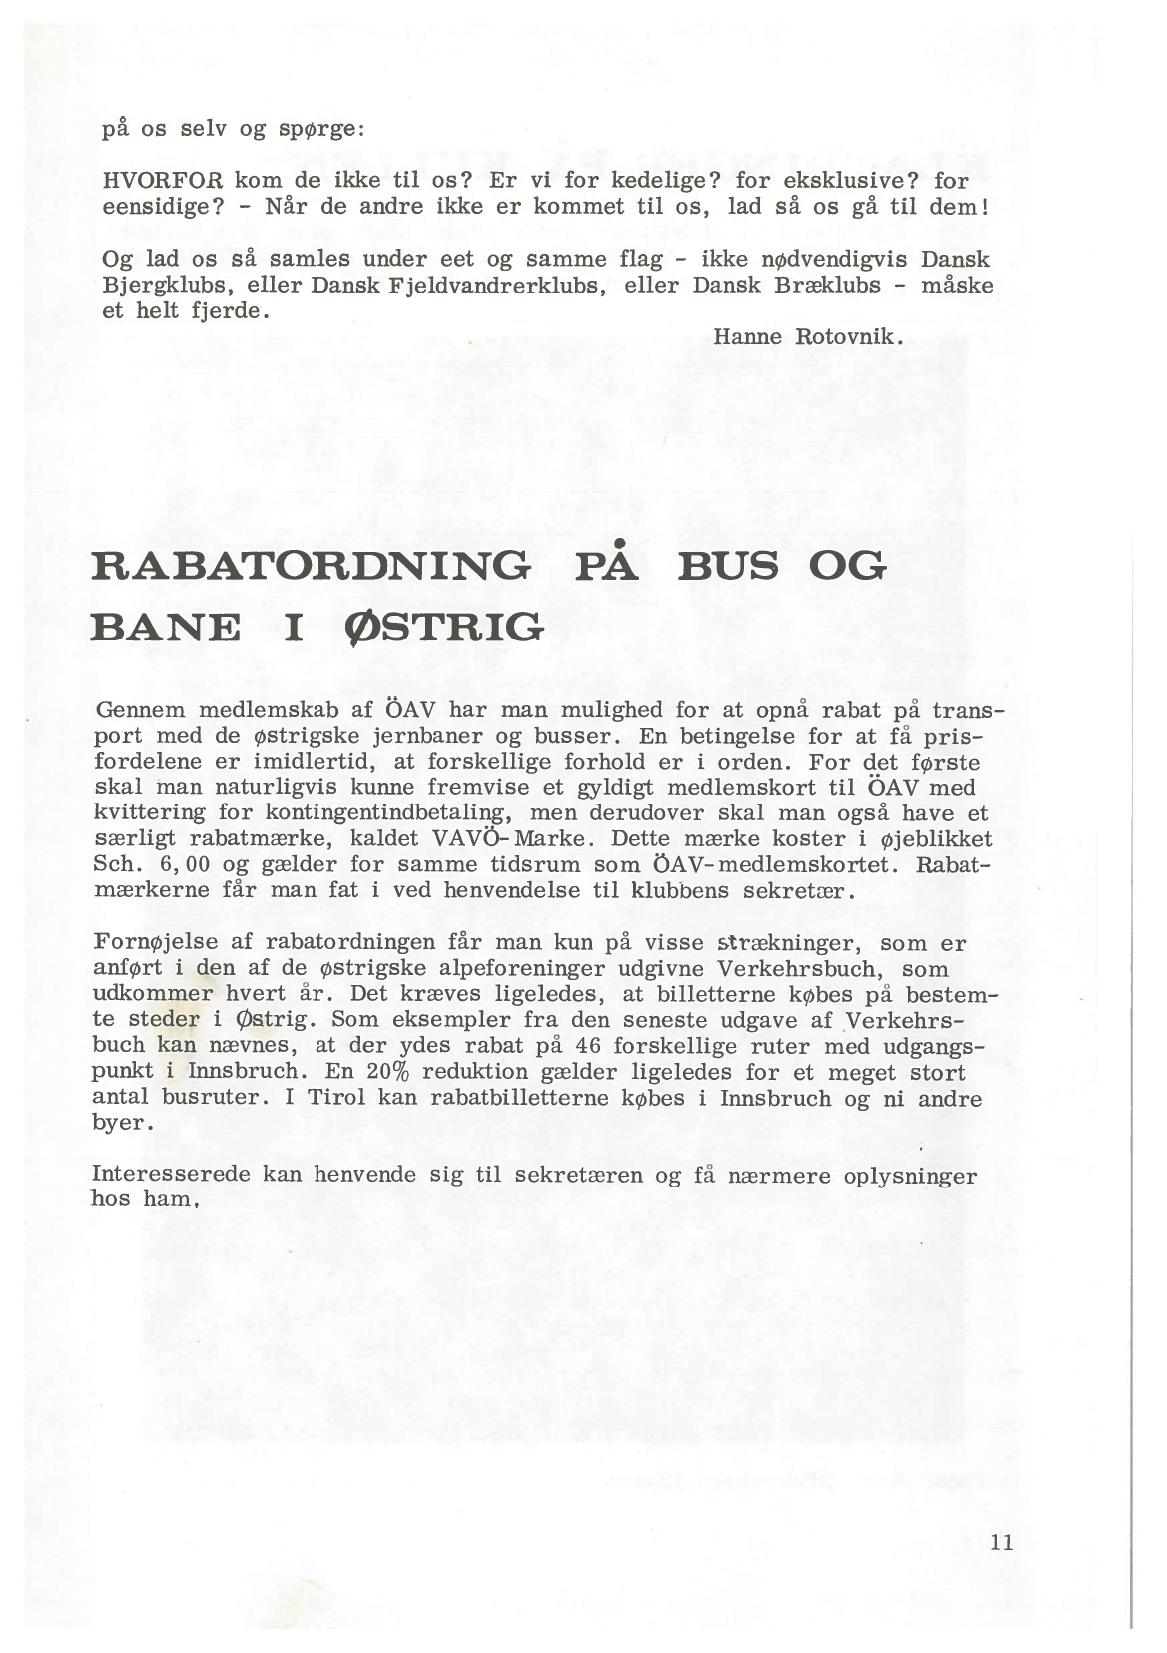 på os selv og spørge:
HVORFOR kom de ikke til os? Er vi for kedelige? for eksklusive? for
eensidige? - Når de andre ikke er kommet til os, lad så os gå til dem!
Og lad os så samles under eet og samme flag - ikke nødvendigvis Dansk
Bjergklubs, eller Dansk Fjeldvandrerklubs, eller Dansk Bræklubs - måske
et helt fjerde.
Hanne Rotovnik.
RABATORDNING PÅ BUS OG
BANE I ØSTRIG
Gennem medlemskab af ÖAV har man mulighed for at opnå rabat på trans-
port med de østrigske jernbaner og busser. En betingelse for at få pris-
fordelene er imidlertid, at forskellige forhold er i orden. For det første
skal man naturligvis kunne fremvise et gyldigt medlemskort til ÖAV med
kvittering for kontingentindbetaling, men derudover skal man også have et
særligt rabatmærke, kaldet VAVÖ-Marke. Dette mærke koster i øjeblikket
Sch. 6,00 og gælder for samme tidsrum som ÖAV-medlemskortet. Rabat-
mærkerne får man fat i ved henvendelse til klubbens sekretær.
Fornøjelse af rabatordningen får man kun på visse strækninger, som er
anført i den af de østrigske alpeforeninger udgivne Verkehrsbuch, som
udkommer hvert år. Det kræves ligeledes, at billetterne købes på bestem-
te steder i Østrig. Som eksempler fra den seneste udgave af Verkehrs-
buch kan nævnes, at der ydes rabat på 46 forskellige ruter med udgangs-
punkt i Innsbruch. En 20% reduktion gælder ligeledes for et meget stort
antal busruter. I Tirol kan rabatbilletterne købes i Innsbruch og ni andre
byer.
Interesserede kan henvende sig til sekretæren og få nærmere oplysninger
hos ham.
11